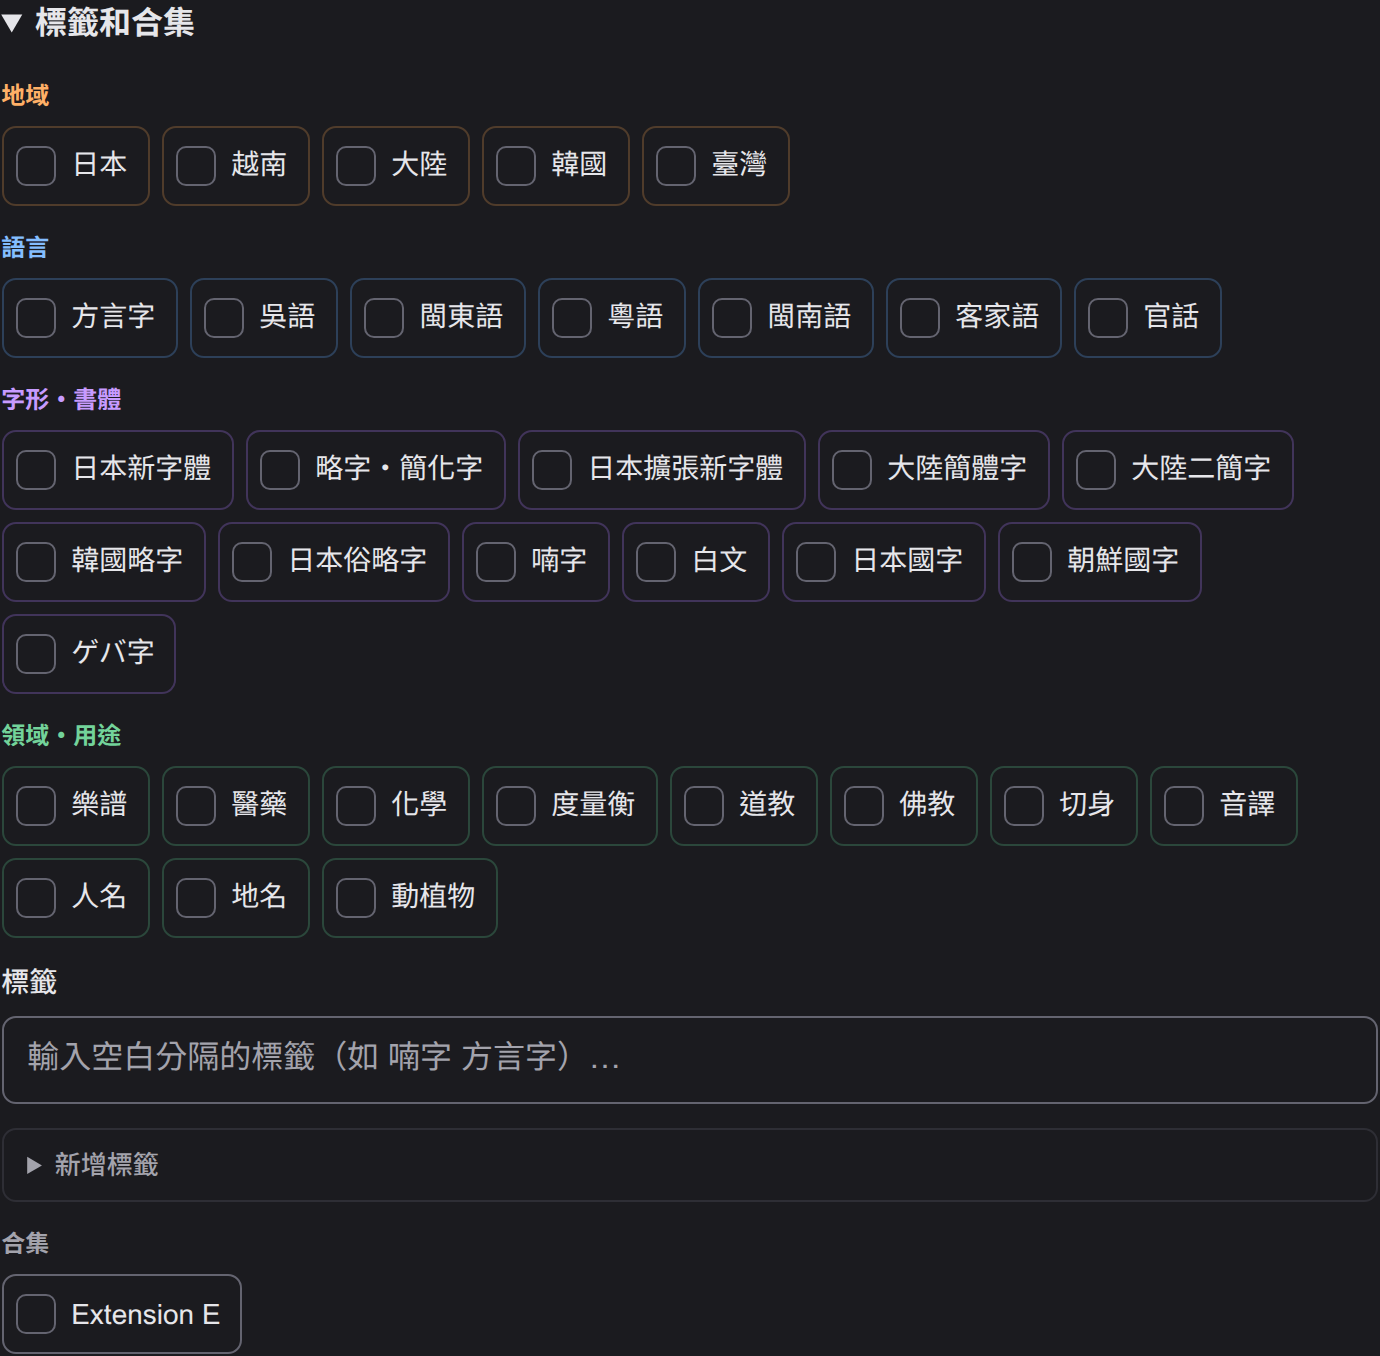 ▼ 標籤和合集
地域
日本 越南 大陸 韓國 臺灣
語言
方言字 吳語 閩東語 粵語 閩南語 客家語 官話
字形・書體
日本新字體 略字・簡化字 日本擴張新字體 大陸簡體字 大陸二簡字
韓國略字 日本俗略字 喃字 白文 日本國字 朝鮮國字
ゲバ字
領域・用途
樂譜 醫藥 化學 度量衡 道教 佛教 切身 音譯
人名 地名 動植物
標籤
輸入空白分隔的標籤（如 喃字 方言字）…
▶ 新增標籤
合集
Extension E